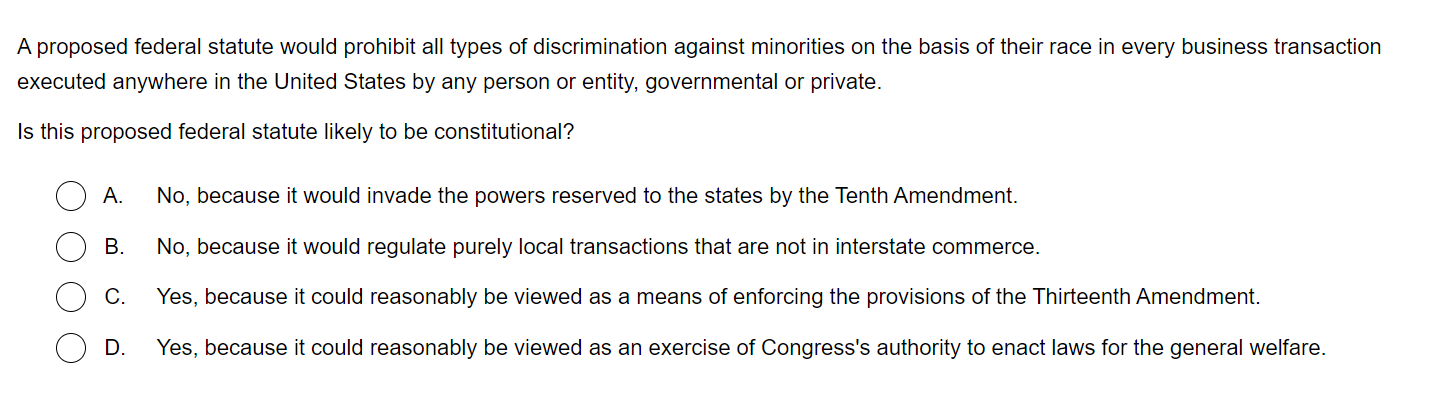 A proposed federal statute would prohibit all types of discrimination against minorities on the basis of their race in every business transaction
executed anywhere in the United States by any person or entity, governmental or private.
Is this proposed federal statute likely to be constitutional?
A. No, because it would invade the powers reserved to the states by the Tenth Amendment.
B. No, because it would regulate purely local transactions that are not in interstate commerce.
C. Yes, because it could reasonably be viewed as a means of enforcing the provisions of the Thirteenth Amendment.
D. Yes, because it could reasonably be viewed as an exercise of Congress's authority to enact laws for the general welfare.